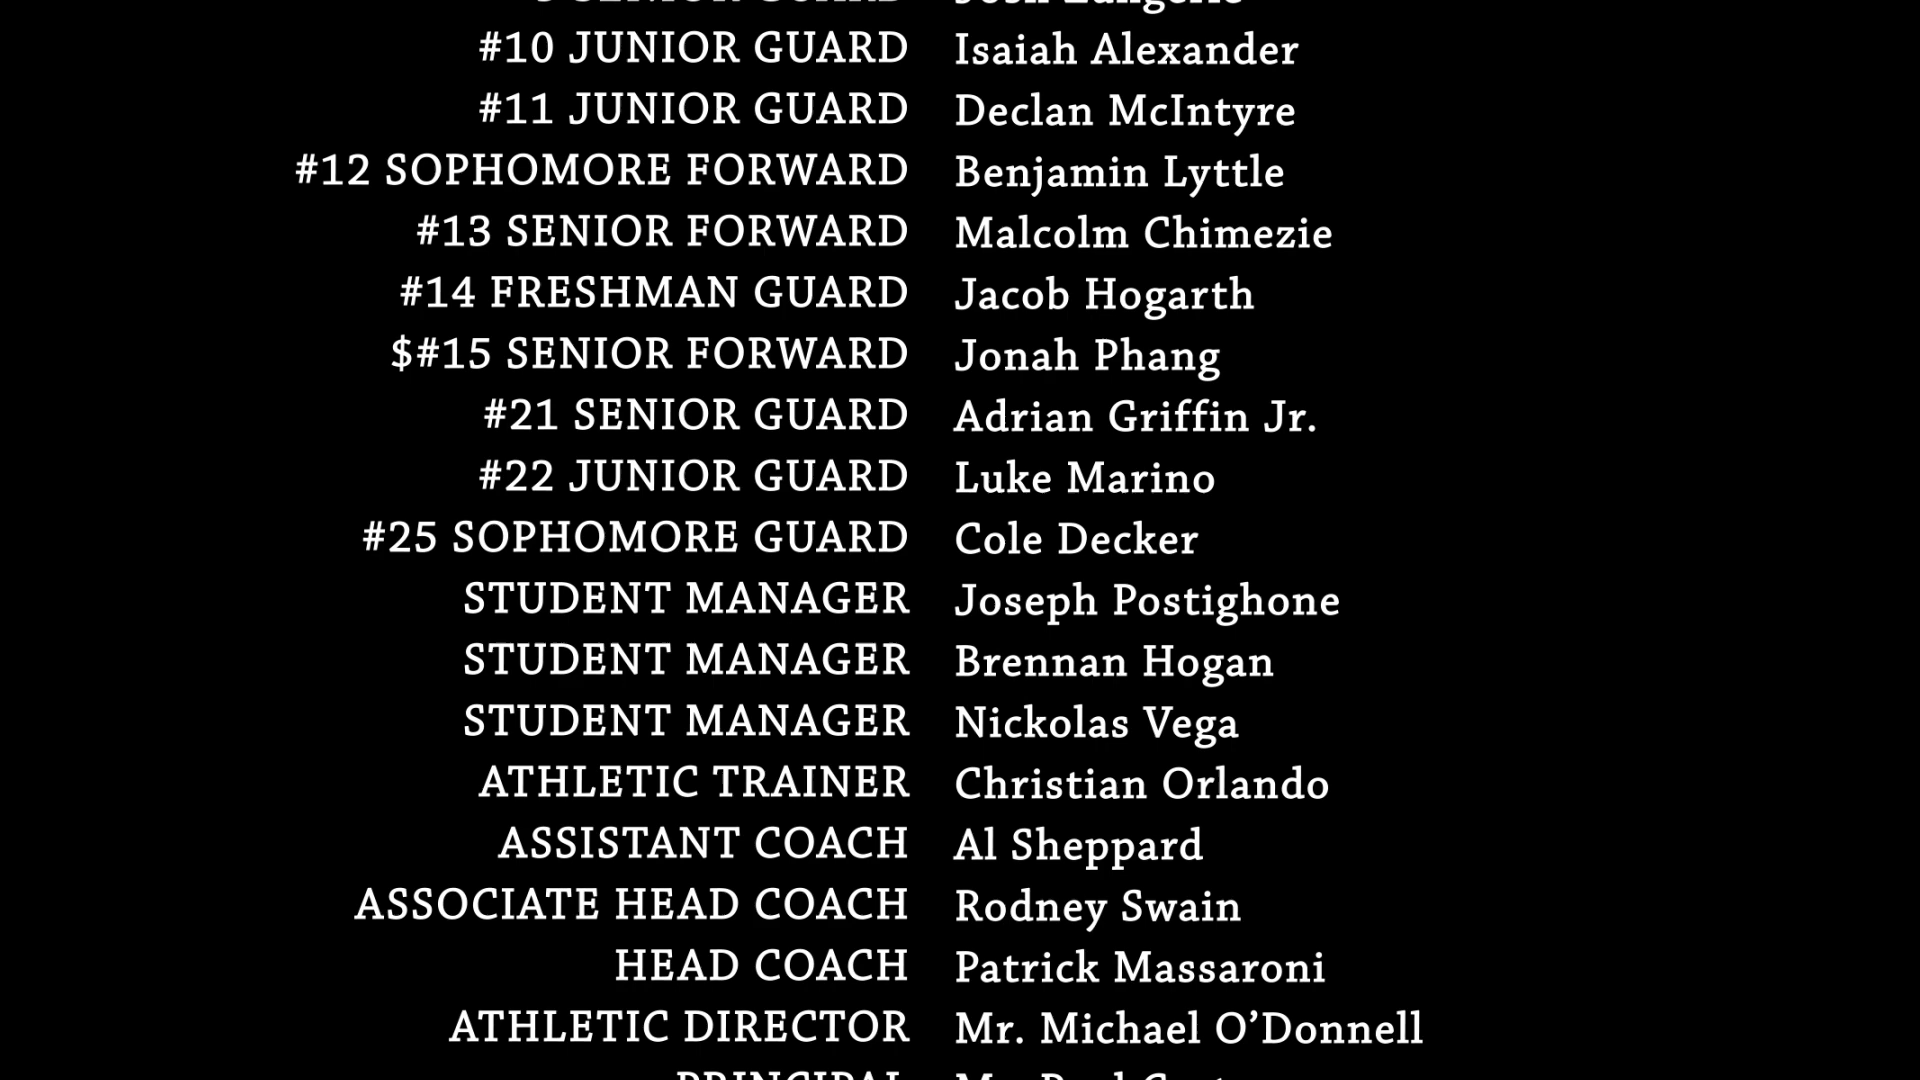 #10 JUNIOR GUARD Isaiah Alexander
#11 JUNIOR GUARD Declan McIntyre
#12 SOPHOMORE FORWARD Benjamin Lyttle
#13 SENIOR FORWARD Malcolm Chimezie
#14 FRESHMAN GUARD Jacob Hogarth
$#15 SENIOR FORWARD Jonah Phang
#21 SENIOR GUARD Adrian Griffin Jr.
#22 JUNIOR GUARD Luke Marino
#25 SOPHOMORE GUARD Cole Decker
STUDENT MANAGER Joseph Postighone
STUDENT MANAGER Brennan Hogan
STUDENT MANAGER Nickolas Vega
ATHLETIC TRAINER Christian Orlando
ASSISTANT COACH Al Sheppard
ASSOCIATE HEAD COACH Rodney Swain
HEAD COACH Patrick Massaroni
ATHLETIC DIRECTOR Mr. Michael O’Donnell
PRINCIPAL